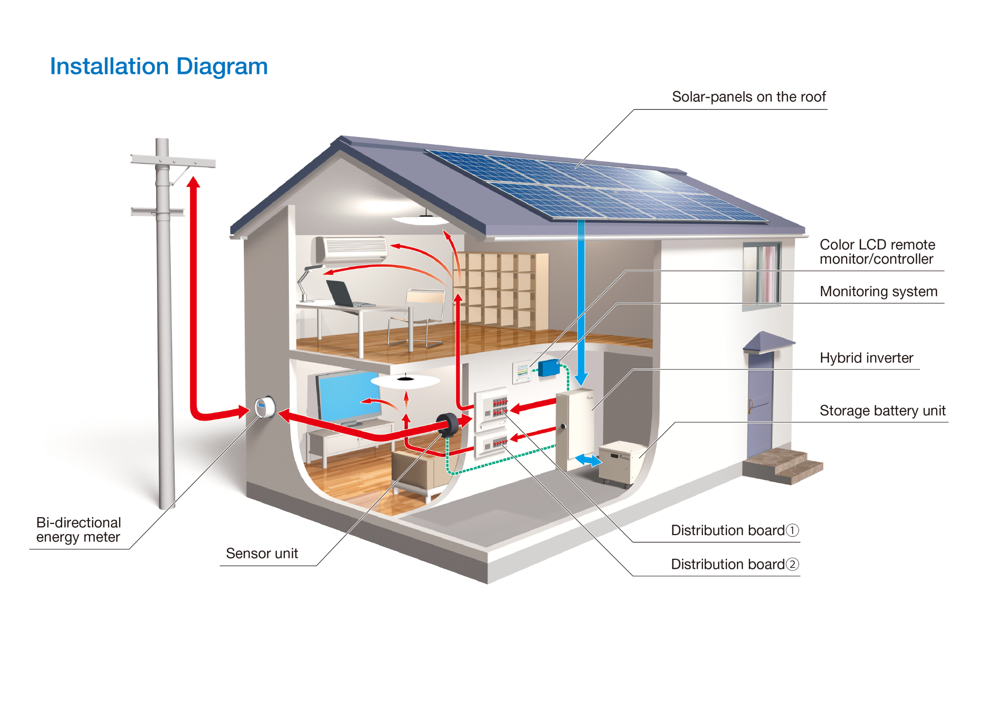 Installation Diagram
Solar-panels on the roof
Color LCD remote
monitor/controller
Monitoring system
Hybrid inverter
Storage battery unit
Bi-directional
energy meter
Sensor unit
Distribution board①
Distribution board②